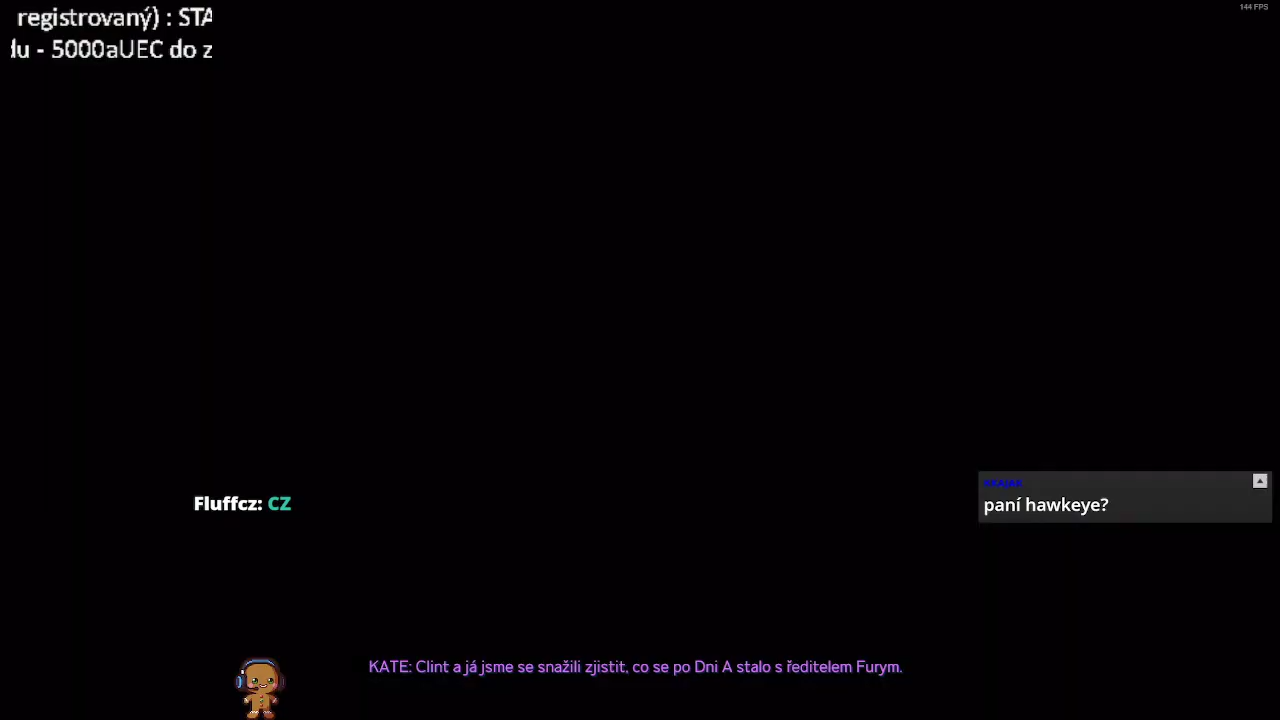 registrovaný) : STA
du - 5000aUEC do z
144 FPS
Fluffcz: CZ
paní hawkeye?
KATE: Clint a já jsme se snažili zjistit, co se po Dni A stalo s ředitelem Furym.